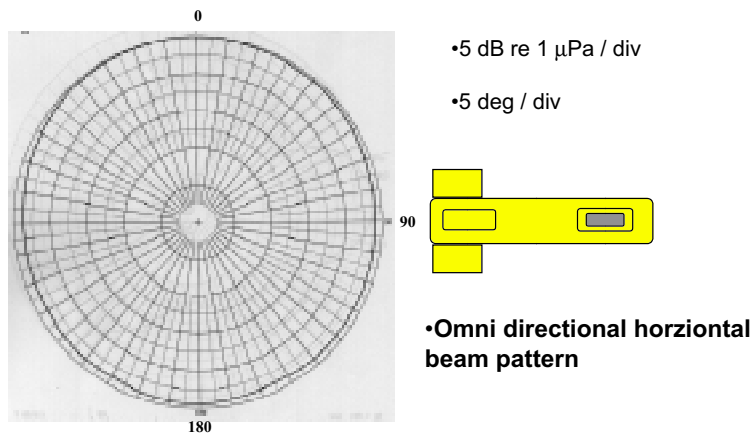 0
•5 dB re 1 μPa / div
•5 deg / div
90
•Omni directional horziontal
beam pattern
180